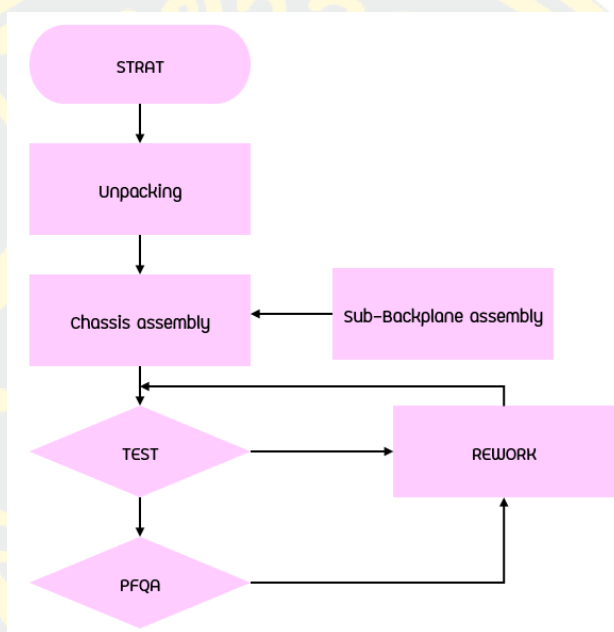 STRAT
Unpacking
Chassis assembly
Sub-Backplane assembly
TEST
REWORK
PFQA